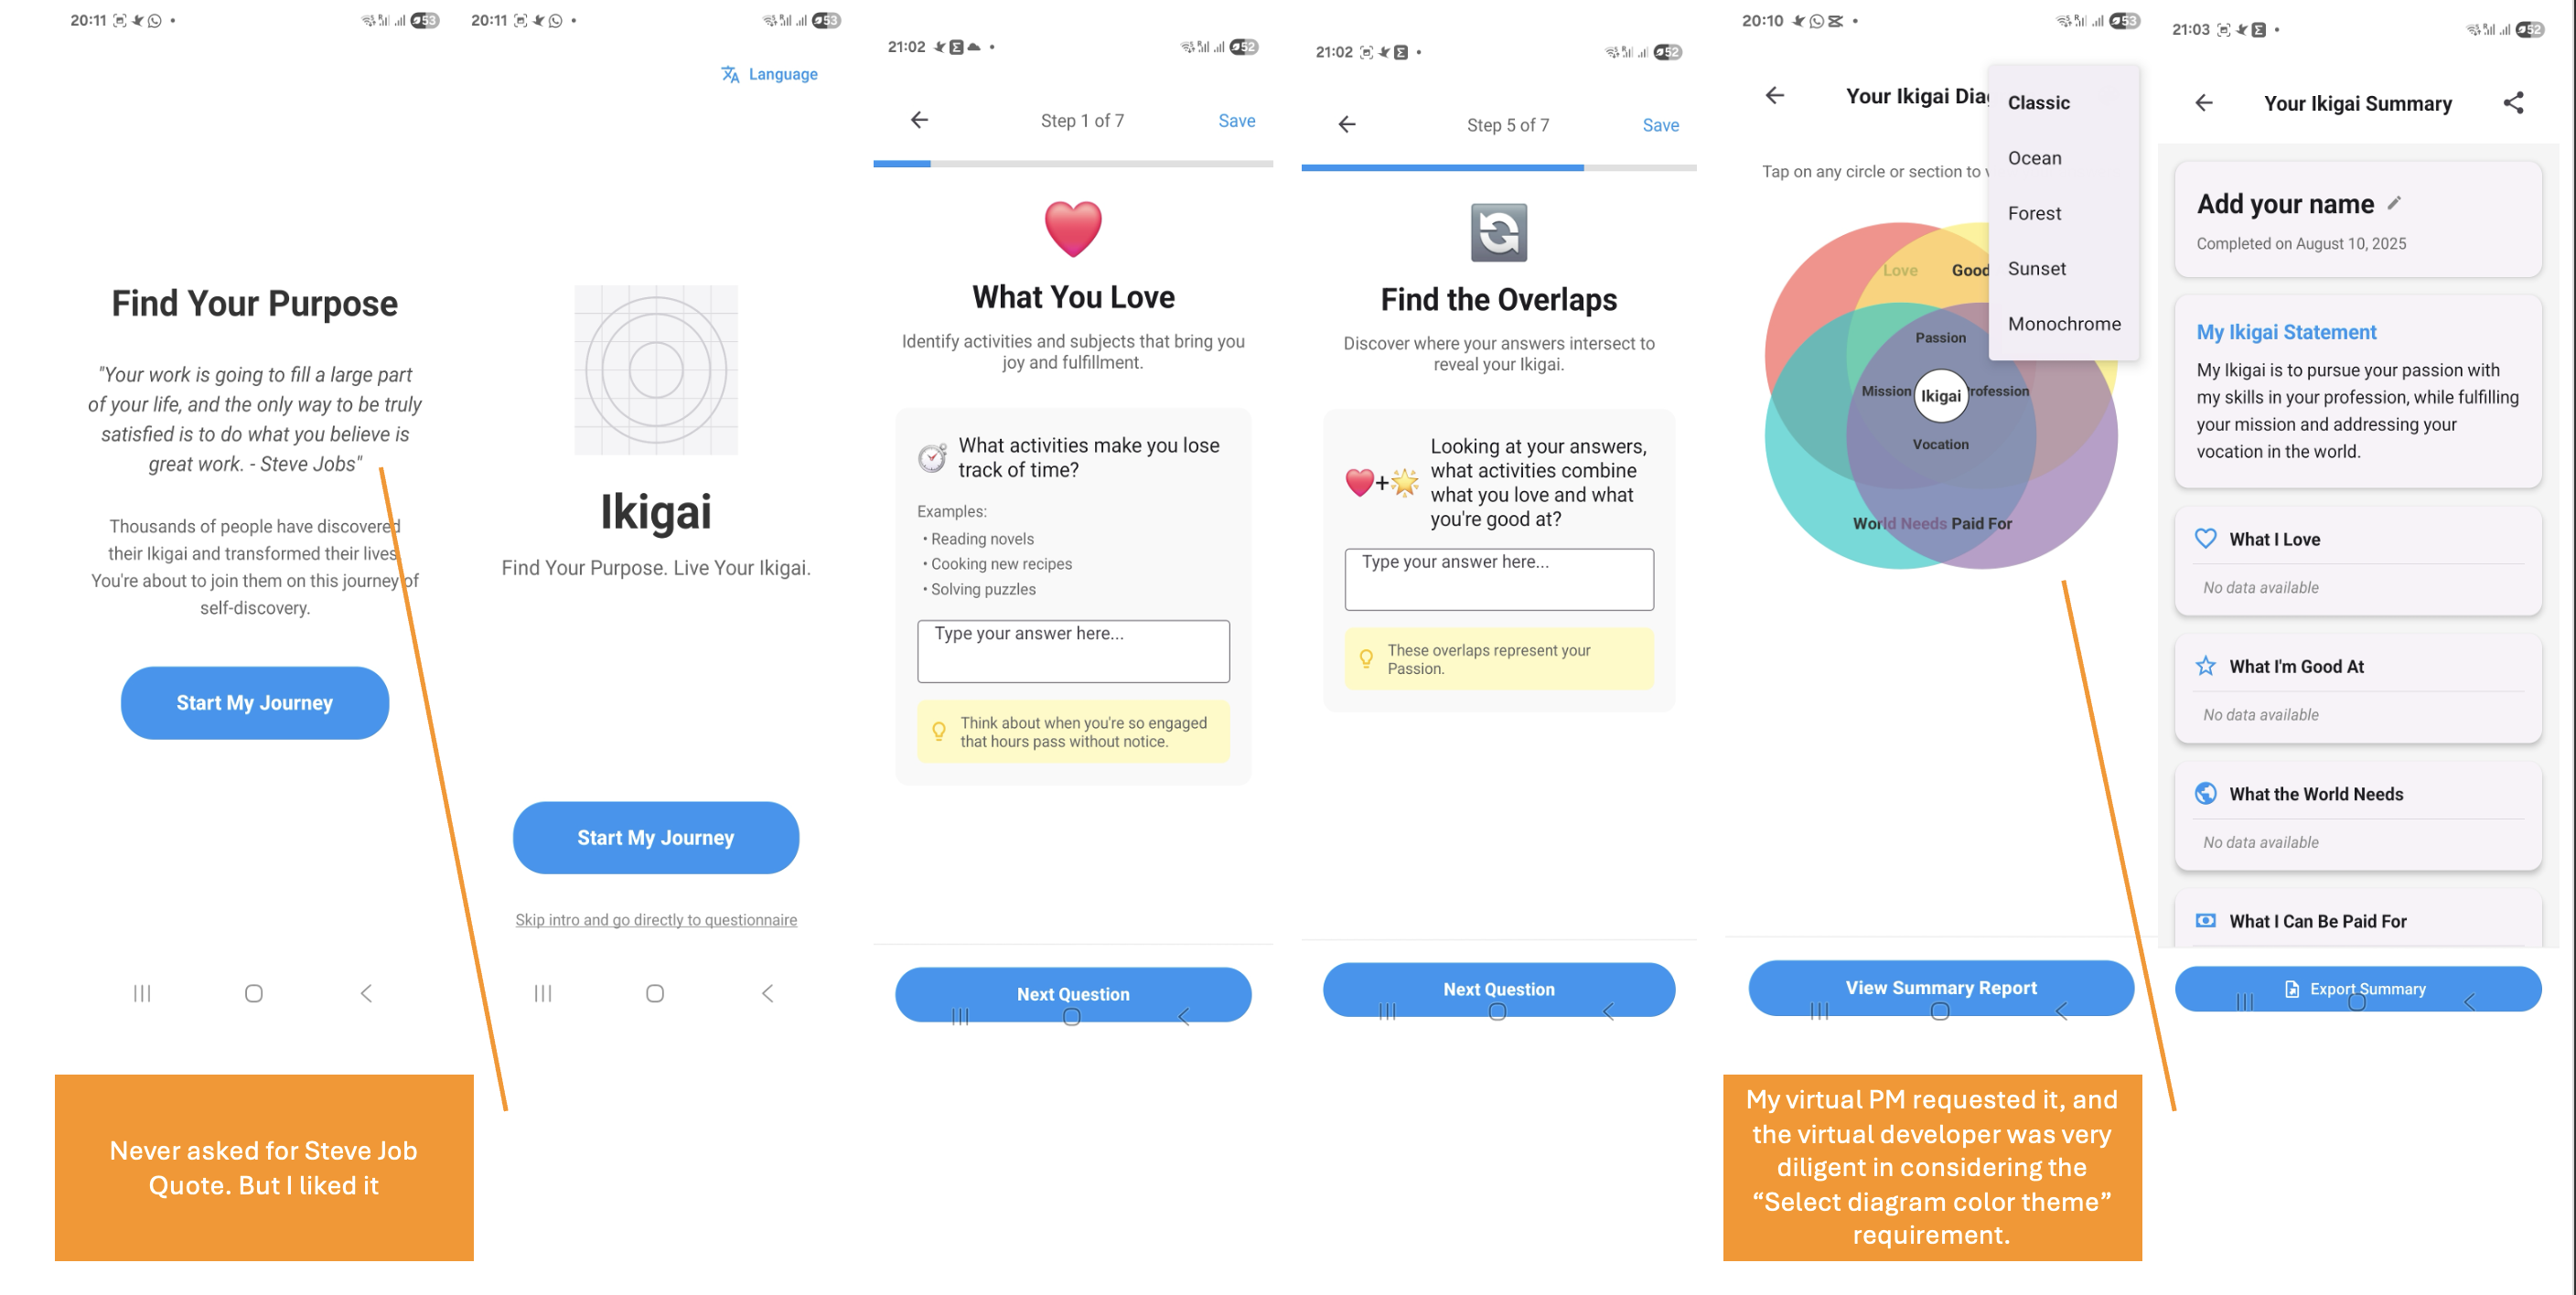 20:11
53
Find Your Purpose
"Your work is going to fill a large part
of your life, and the only way to be truly
satisfied is to do what you believe is
great work. - Steve Jobs"
Thousands of people have discovered
their Ikigai and transformed their lives
You're about to join them on this journey of
self-discovery.
Start My Journey
Never asked for Steve Job
Quote. But I liked it
20:11
53
Language
Ikigai
Find Your Purpose. Live Your Ikigai.
Start My Journey
Skip intro and go directly to questionnaire
21:02
52
Step 1 of 7
Save
What You Love
Identify activities and subjects that bring you
joy and fulfillment.
What activities make you lose
track of time?
Examples:
• Reading novels
• Cooking new recipes
• Solving puzzles
Type your answer here...
Think about when you're so engaged
that hours pass without notice.
Next Question
21:02
52
Step 5 of 7
Save
Find the Overlaps
Discover where your answers intersect to
reveal your Ikigai.
Looking at your answers,
what activities combine
what you love and what
you're good at?
Type your answer here...
These overlaps represent your
Passion.
Next Question
20:10
53
Your Ikigai Dia
Classic
Ocean
Forest
Sunset
Monochrome
Tap on any circle or section to v
Love
Good
Passion
Mission
Ikigai
rofession
Vocation
World Needs
Paid For
View Summary Report
My virtual PM requested it, and
the virtual developer was very
diligent in considering the
“Select diagram color theme”
requirement.
21:03
52
Your Ikigai Summary
Add your name
Completed on August 10, 2025
My Ikigai Statement
My Ikigai is to pursue your passion with
my skills in your profession, while fulfilling
your mission and addressing your
vocation in the world.
What I Love
No data available
What I'm Good At
No data available
What the World Needs
No data available
What I Can Be Paid For
Export Summary